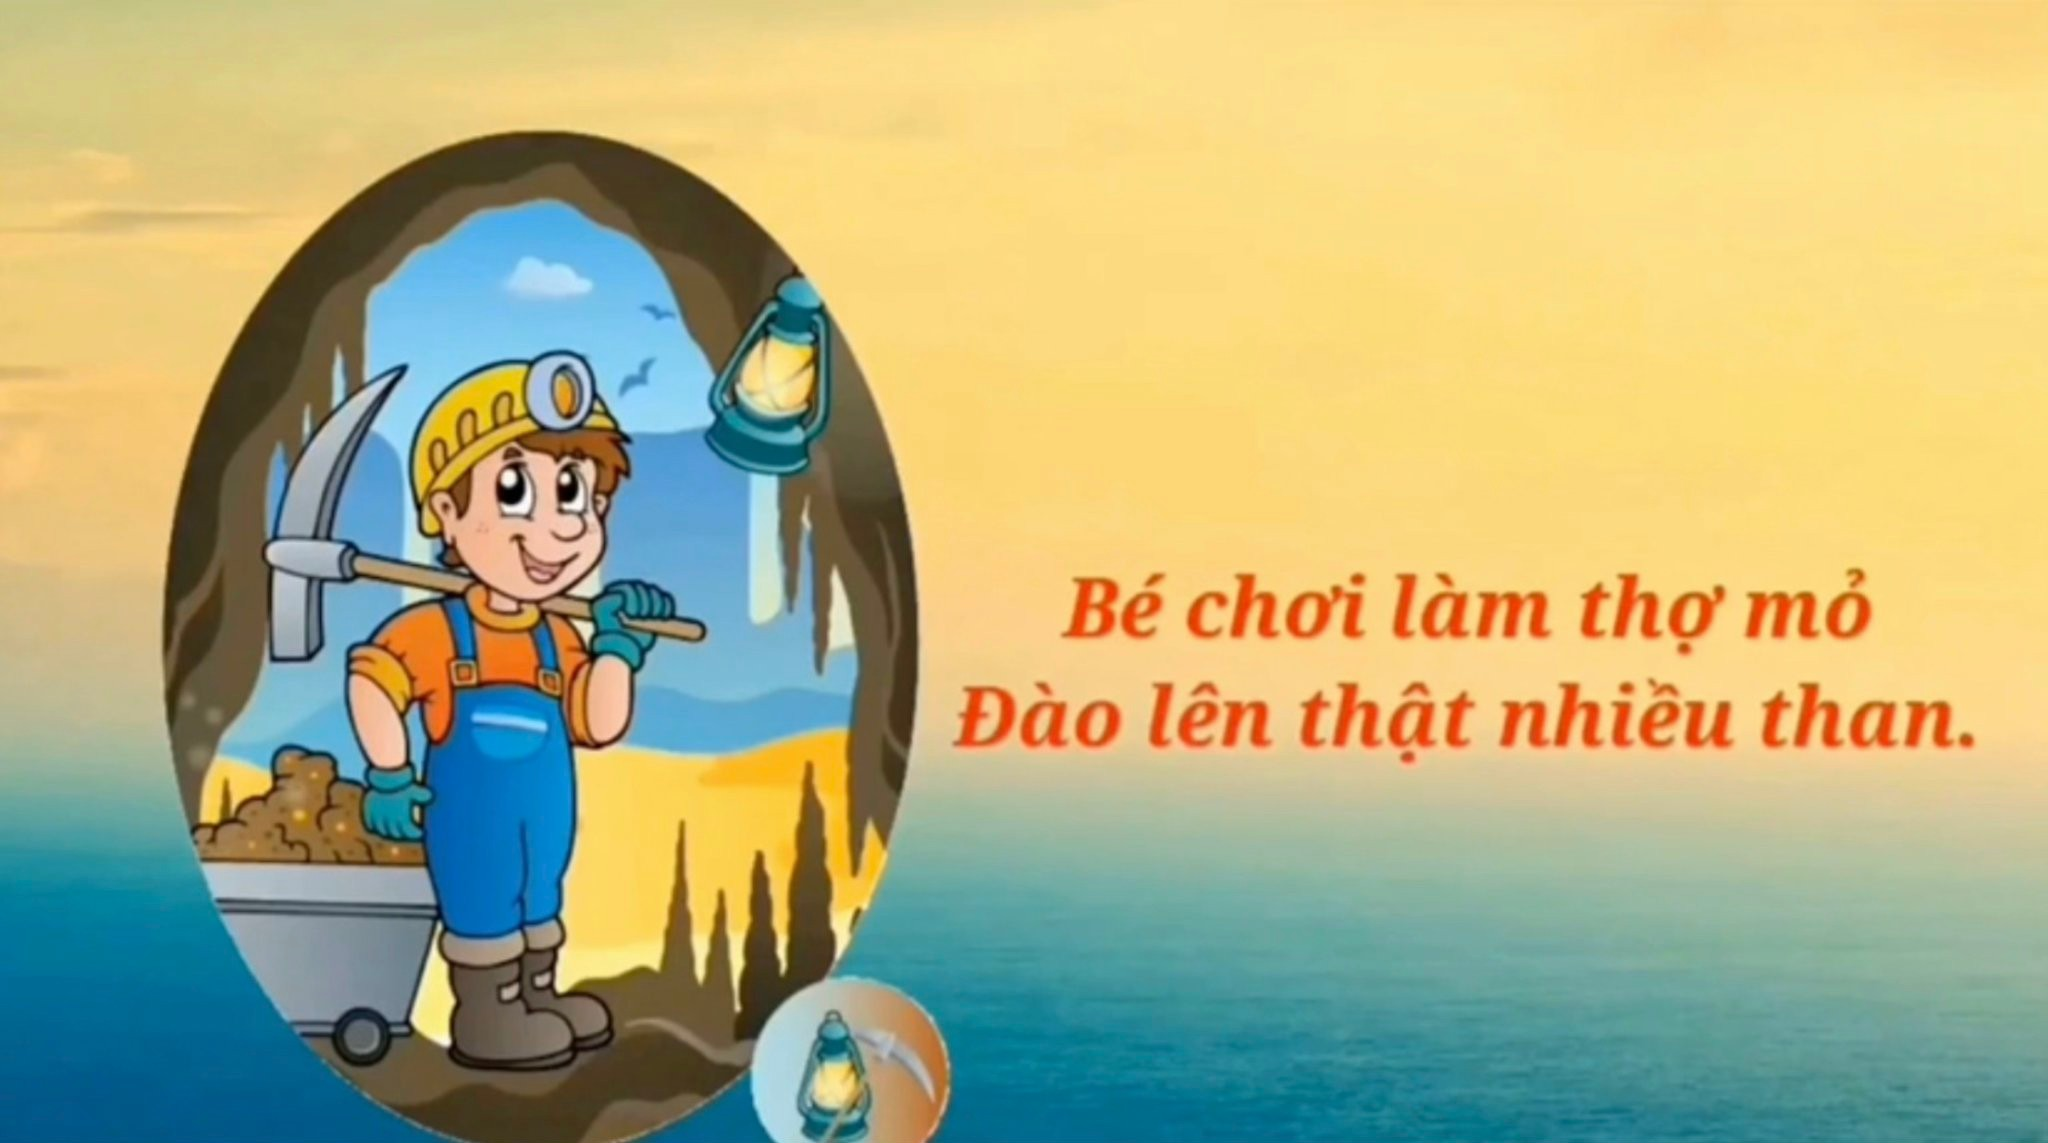 Bé chơi làm thợ mỏ
Đào lên thật nhiều than.